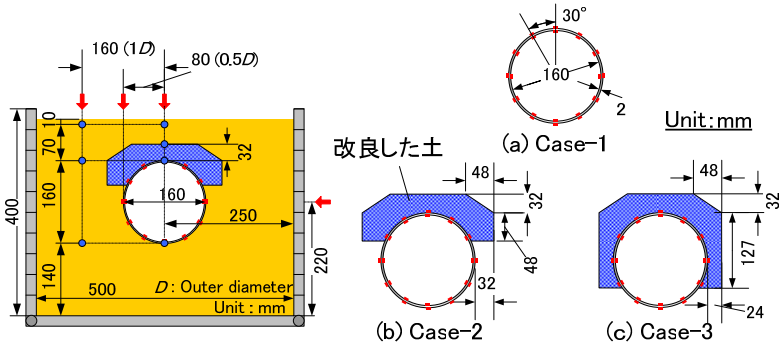 160 (1D)
80 (0.5D)
10
70
32
400
160
160
250
220
140
500
D : Outer diameter
Unit : mm
30°
160
2
(a) Case-1
Unit:mm
改良した土
48
32
48
32
(b) Case-2
48
32
127
24
(c) Case-3